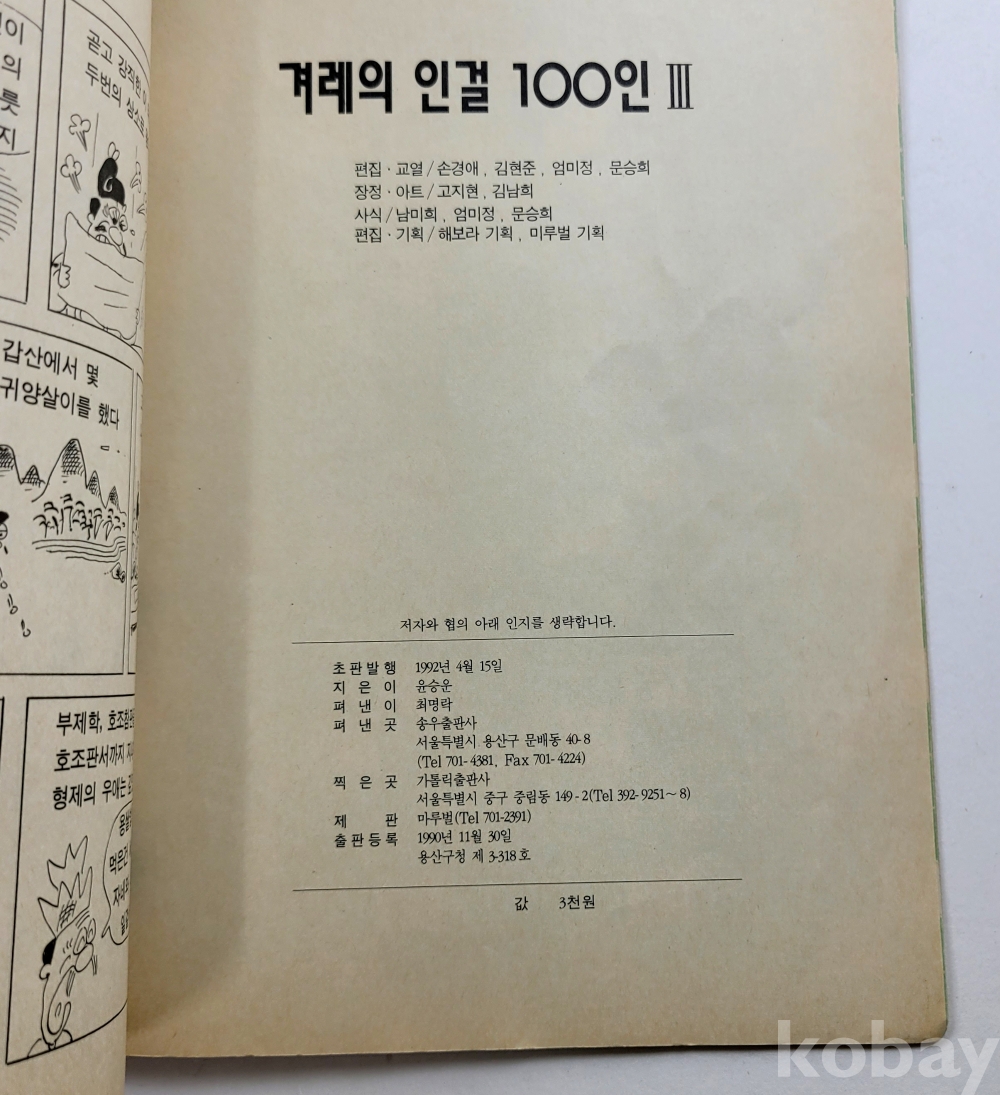 의
릇
지
곧고 강직한
두번의 상소로
갑산에서 몇
귀양살이를 했다
부제학, 호조참판
호조판서까지
형제의 우애는
먹은건
겨레의 인걸 100인 Ⅲ
편집 · 교열 / 손경애, 김현준, 엄미정, 문승희
장정 · 아트 / 고지현, 김남희
사식 / 남미희, 엄미정, 문승희
편집 · 기획 / 해보라 기획, 미루벌 기획
저자와 협의 아래 인지를 생략합니다.
초판발행 1992년 4월 15일
지은이 윤승운
펴낸이 최명락
펴낸곳 송우출판사
서울특별시 용산구 문배동 40-8
(Tel 701-4381, Fax 701-4224)
찍은곳 가톨릭출판사
서울특별시 중구 중림동 149-2(Tel 392-9251~8)
제판 마루벌(Tel 701-2391)
출판등록 1990년 11월 30일
용산구청 제 3-318호
값 3천원
kobay